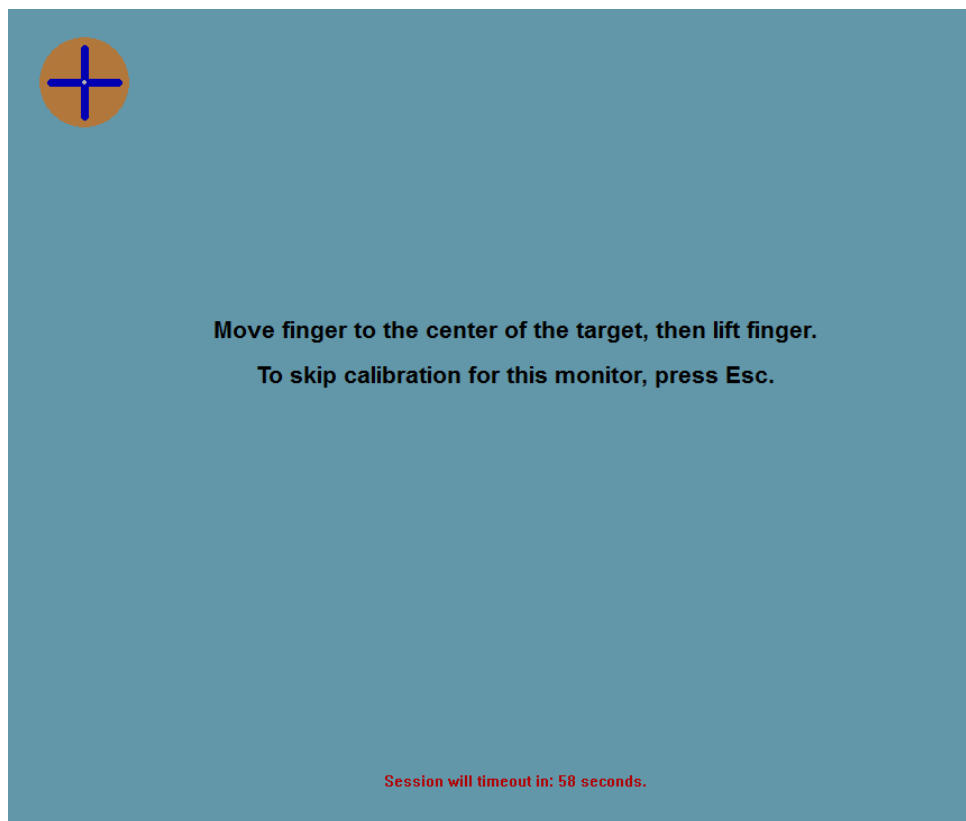 Move finger to the center of the target, then lift finger.
To skip calibration for this monitor, press Esc.
Session will timeout in: 58 seconds.